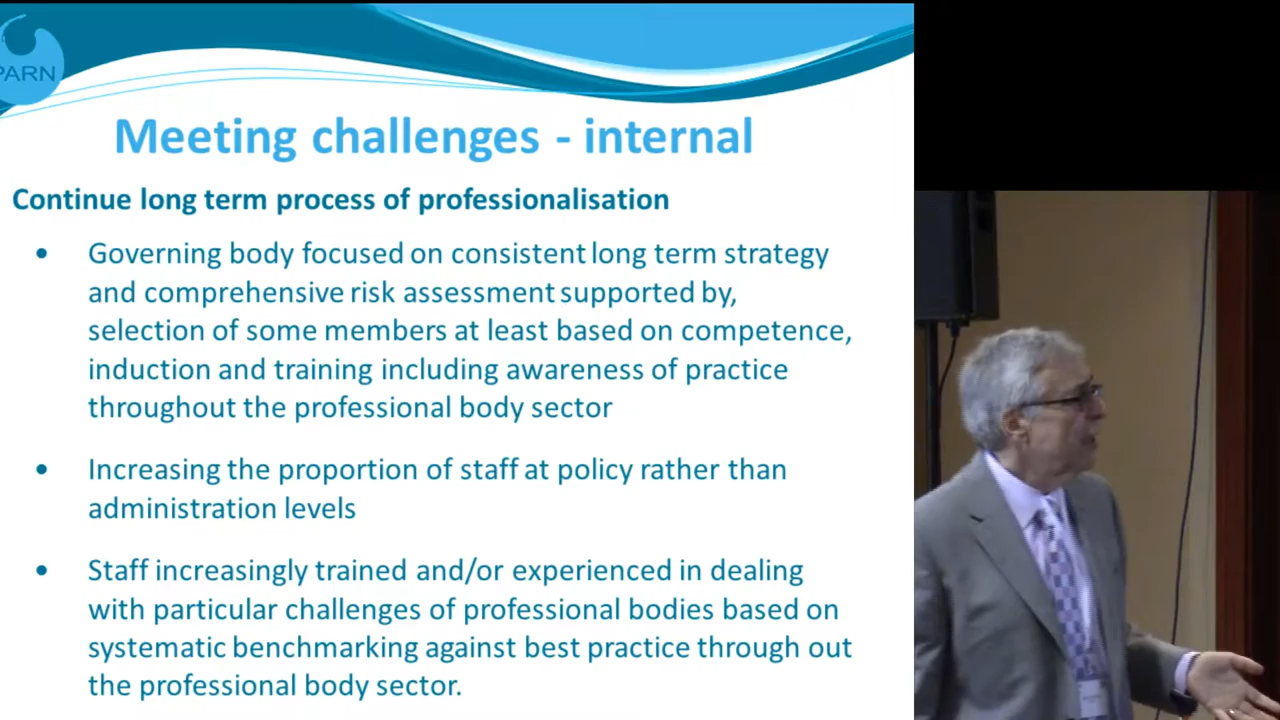 PARN
Meeting challenges - internal
Continue long term process of professionalisation
• Governing body focused on consistent long term strategy
and comprehensive risk assessment supported by,
selection of some members at least based on competence,
induction and training including awareness of practice
throughout the professional body sector
• Increasing the proportion of staff at policy rather than
administration levels
• Staff increasingly trained and/or experienced in dealing
with particular challenges of professional bodies based on
systematic benchmarking against best practice through out
the professional body sector.